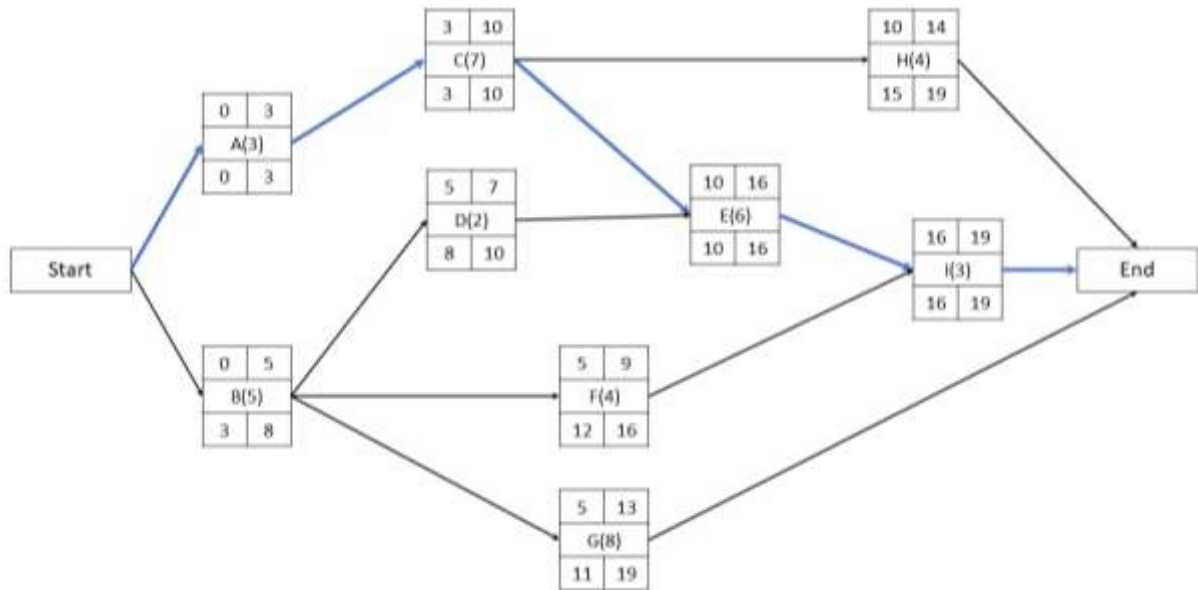 3 10
C(7)
3 10
10 14
H(4)
15 19
0 3
A(3)
0 3
5 7
D(2)
8 10
10 16
E(6)
10 16
Start
16 19
I(3)
16 19
End
0 5
B(5)
3 8
5 9
F(4)
12 16
5 13
G(8)
11 19